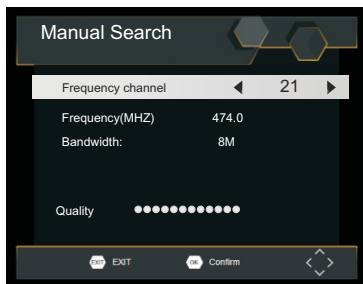 Manual Search
Frequency channel 21
Frequency(MHZ) 474.0
Bandwidth: 8M
Quality
EXIT EXIT OK Confirm